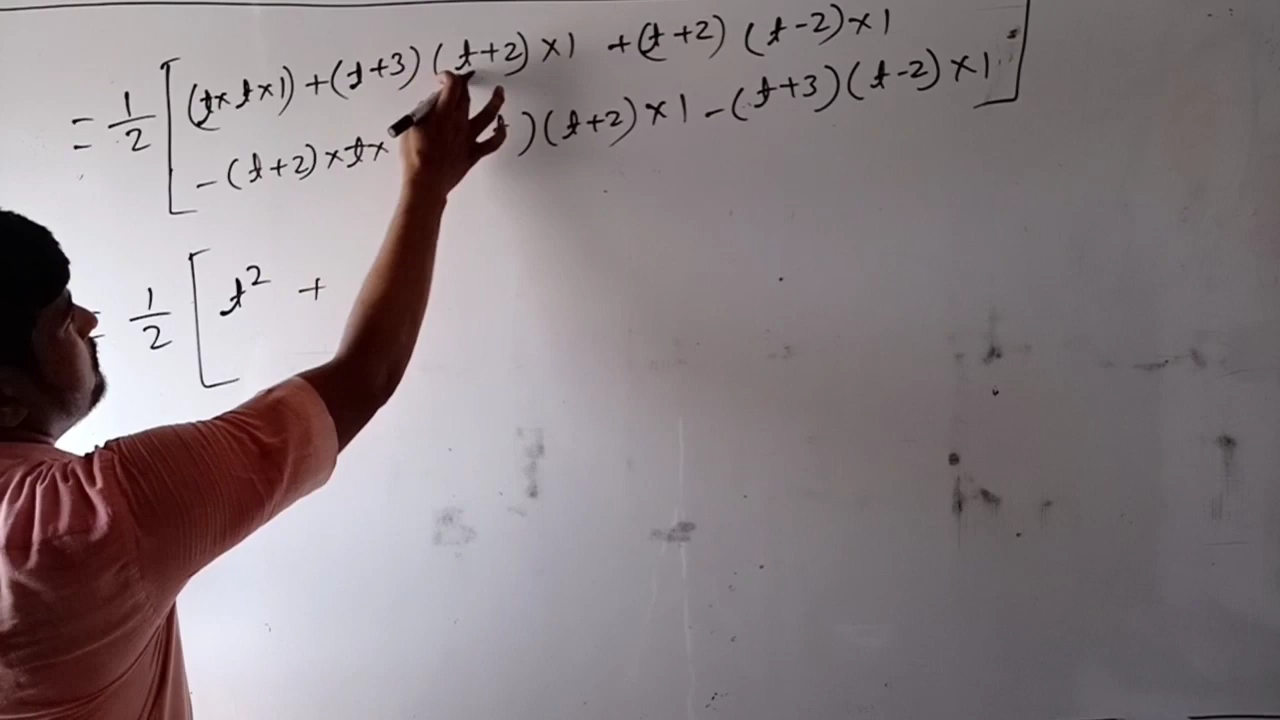 = 1/2 [ (t×t×1) + (t+3) (t+2) ×1 + (t+2) (t-2) ×1
- (t+2) ×t× ) (t+2) ×1 - (t+3) (t-2) ×1 ]
= 1/2 [ t² +